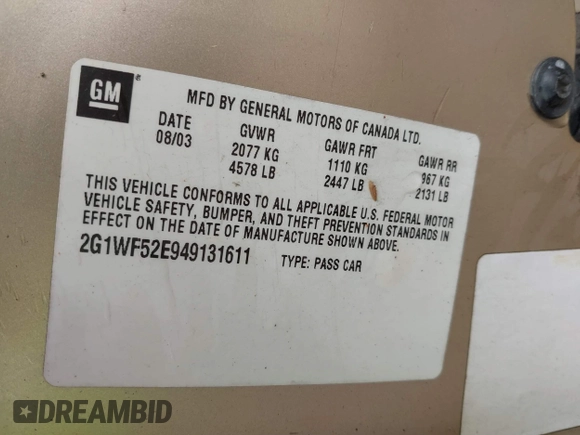 GM®
MFD BY GENERAL MOTORS OF CANADA LTD.
DATE GVWR GAWR FRT GAWR RR
08/03 2077 KG 1110 KG 967 KG
4578 LB 2447 LB 2131 LB
THIS VEHICLE CONFORMS TO ALL APPLICABLE U.S. FEDERAL MOTOR
VEHICLE SAFETY, BUMPER, AND THEFT PREVENTION STANDARDS IN
EFFECT ON THE DATE OF MANUFACTURE SHOWN ABOVE.
2G1WF52E949131611 TYPE: PASS CAR
DREAMBID